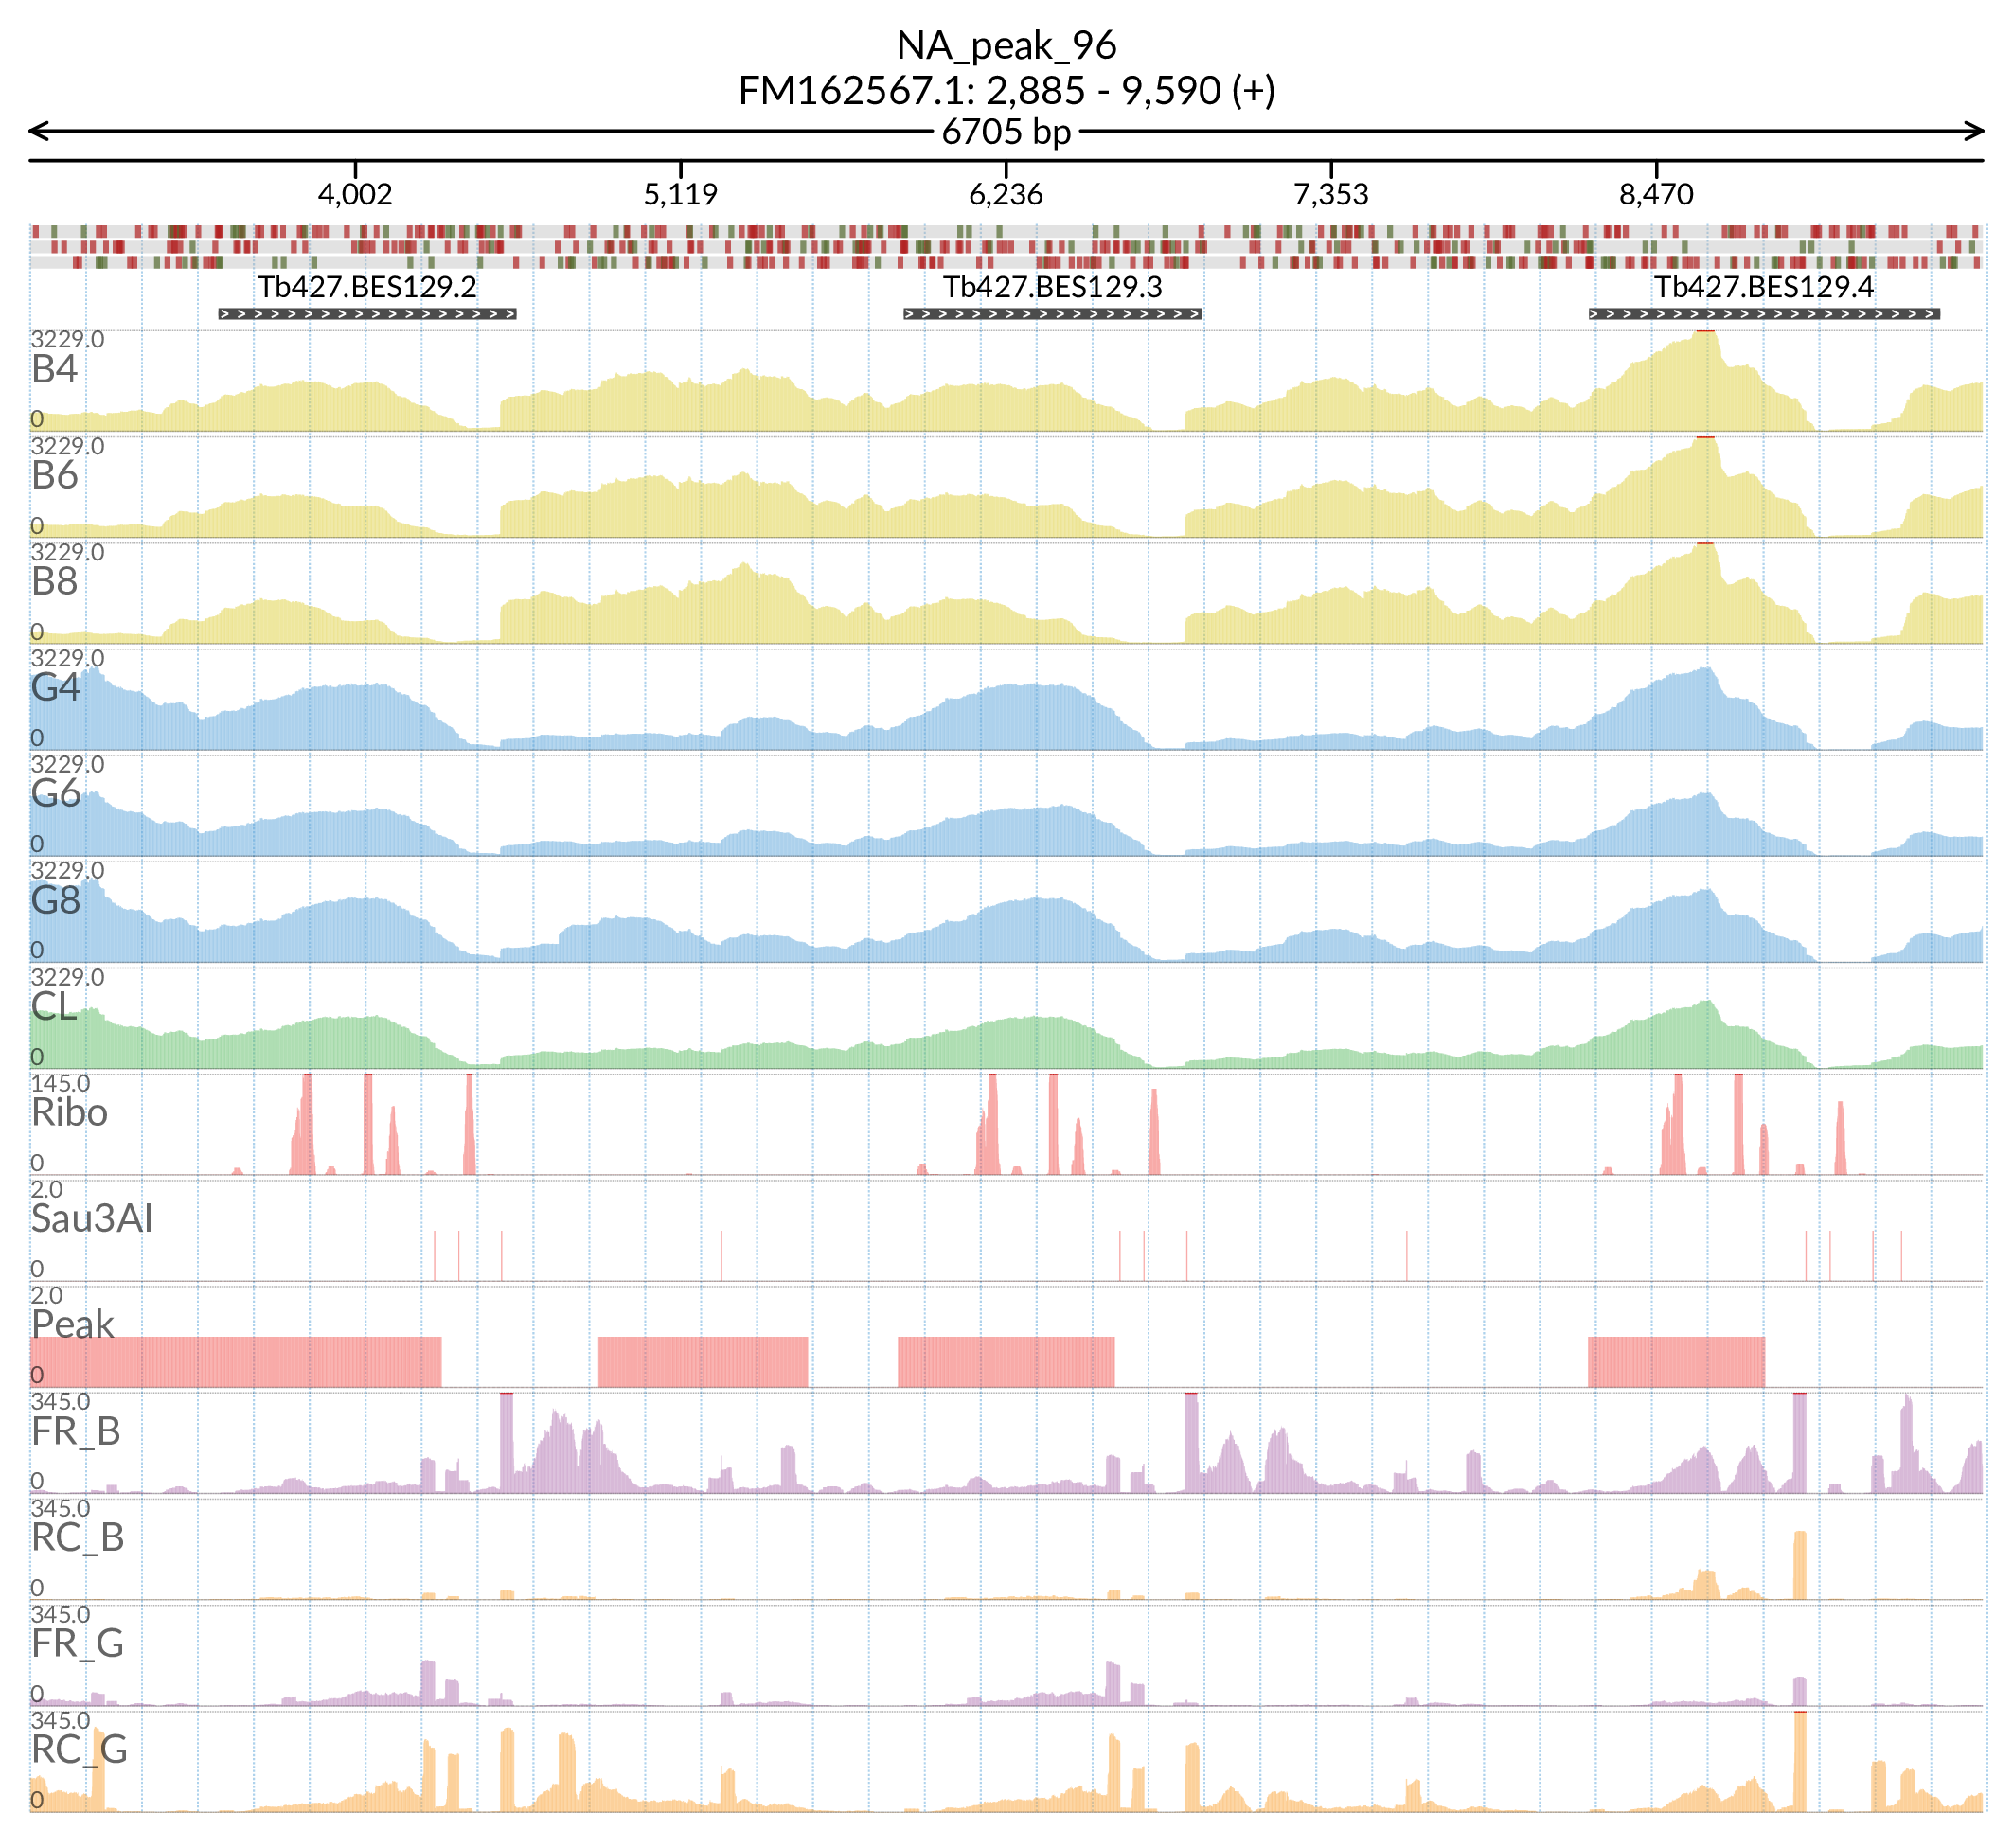 NA_peak_96
FM162567.1: 2,885 - 9,590 (+)
6705 bp
4,002 5,119 6,236 7,353 8,470
Tb427.BES129.2 Tb427.BES129.3 Tb427.BES129.4
3229.0
B4
0
3229.0
B6
0
3229.0
B8
0
3229.0
G4
0
3229.0
G6
0
3229.0
G8
0
3229.0
CL
0
145.0
Ribo
0
2.0
Sau3AI
0
2.0
Peak
0
345.0
FR_B
0
345.0
RC_B
0
345.0
FR_G
0
345.0
RC_G
0